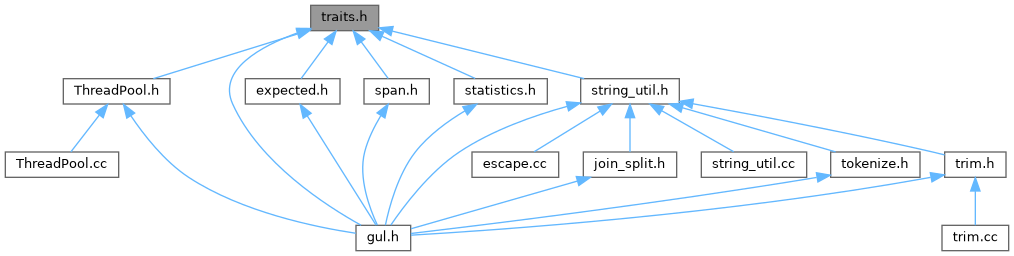 traits.h
ThreadPool.h
expected.h
span.h
statistics.h
string_util.h
ThreadPool.cc
escape.cc
join_split.h
string_util.cc
tokenize.h
trim.h
gul.h
trim.cc